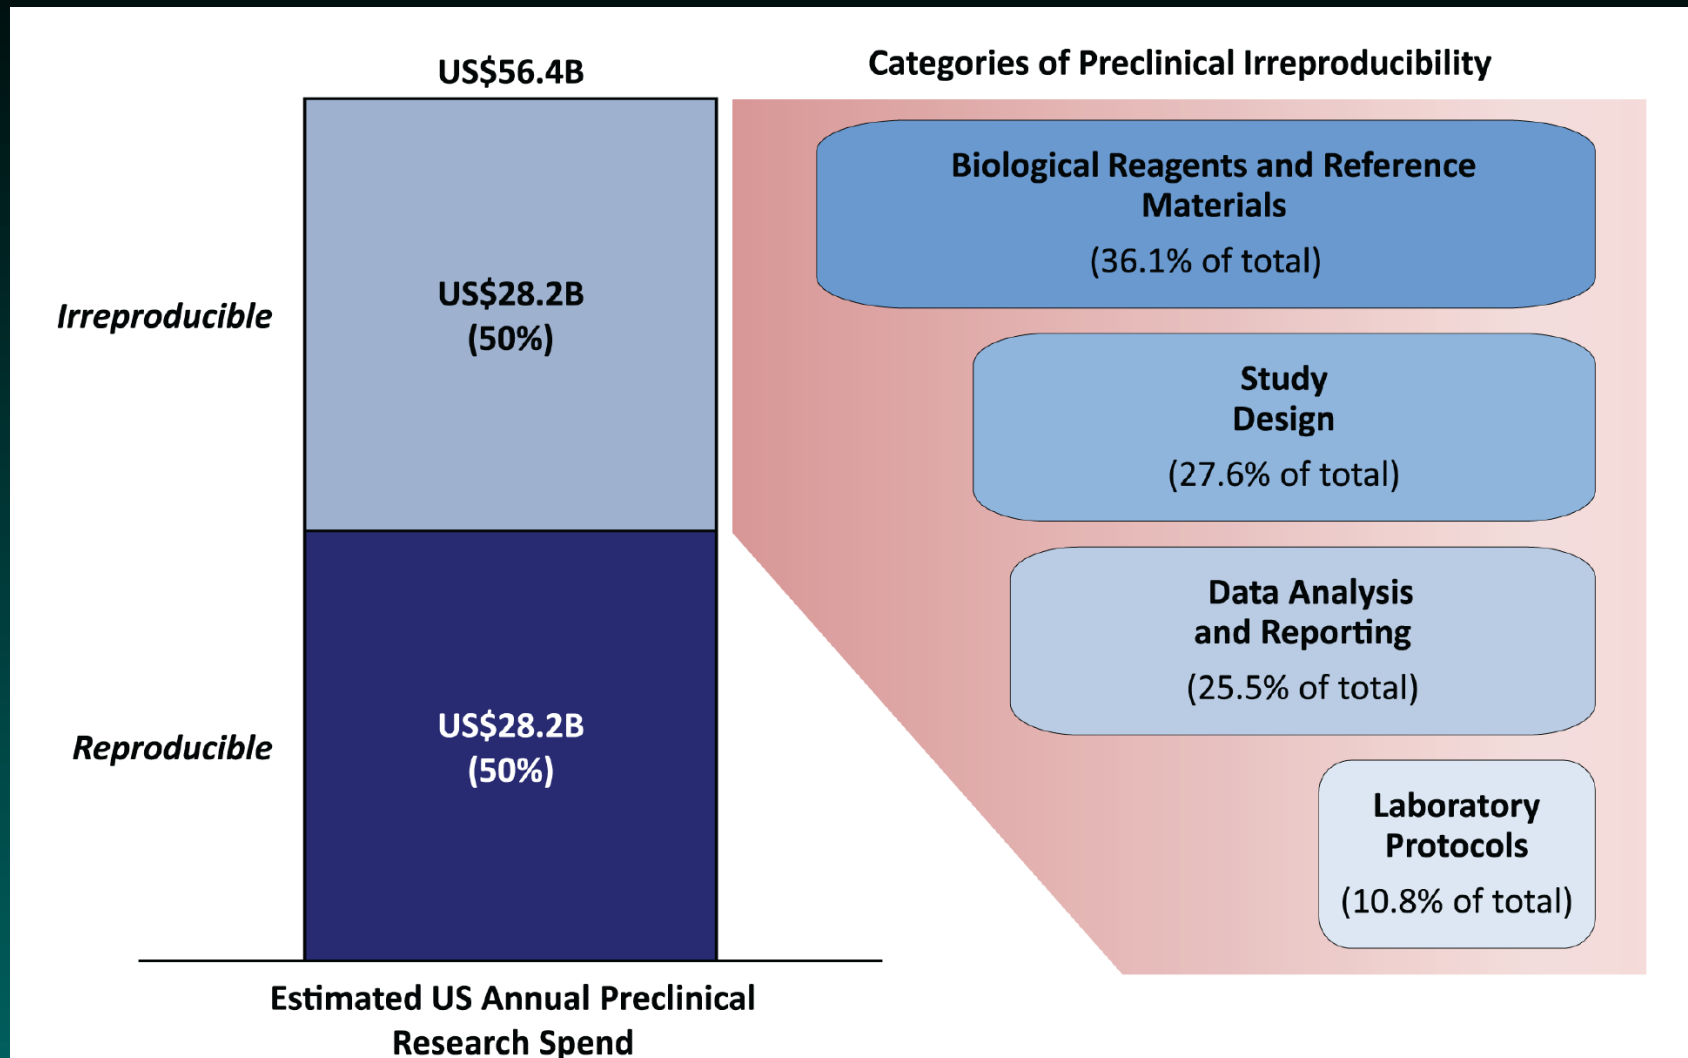 US$56.4B
Irreproducible
US$28.2B
(50%)
Reproducible
US$28.2B
(50%)
Estimated US Annual Preclinical
Research Spend
Categories of Preclinical Irreproducibility
Biological Reagents and Reference
Materials
(36.1% of total)
Study
Design
(27.6% of total)
Data Analysis
and Reporting
(25.5% of total)
Laboratory
Protocols
(10.8% of total)